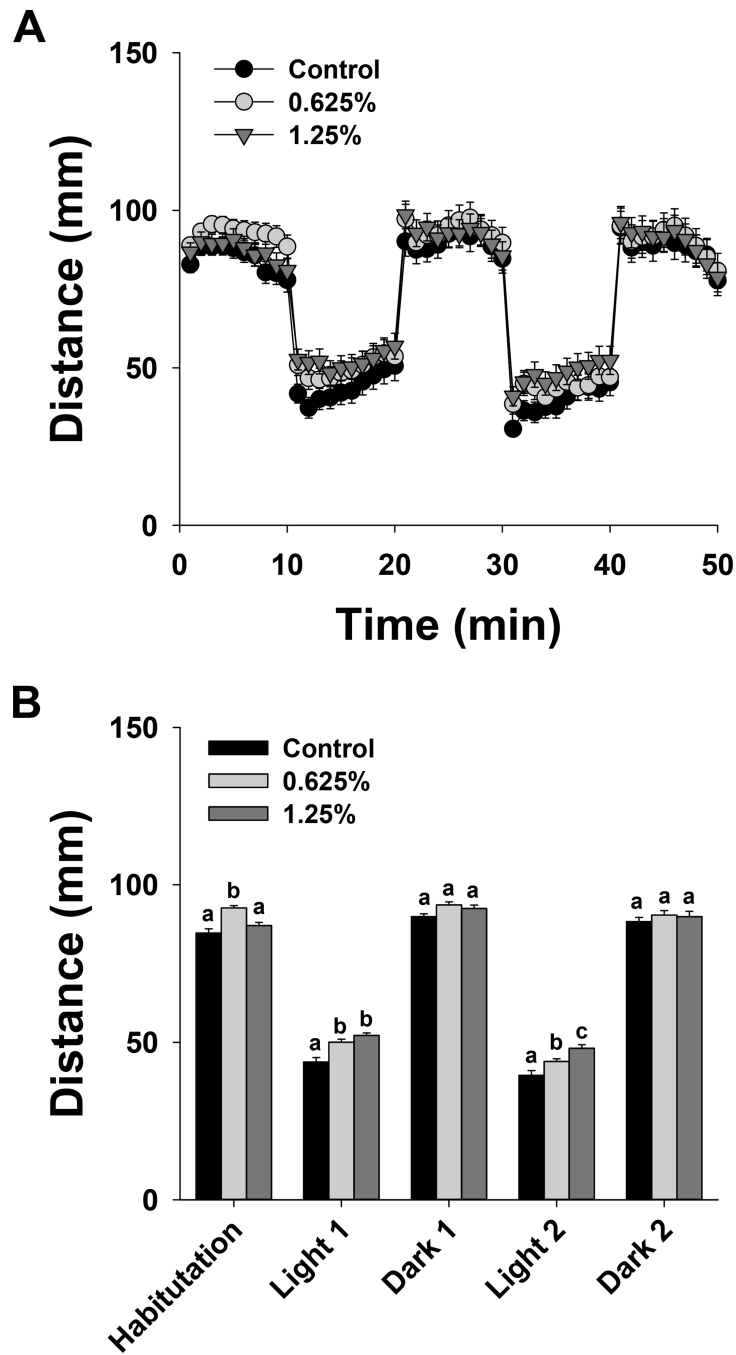 A
150
Control
0.625%
1.25%
100
50
0
Distance (mm)
0 10 20 30 40 50
Time (min)
B
150
Control
0.625%
1.25%
100
50
0
Distance (mm)
a b a
a b b
a a a
a b c
a a a
Habitutation
Light 1
Dark 1
Light 2
Dark 2